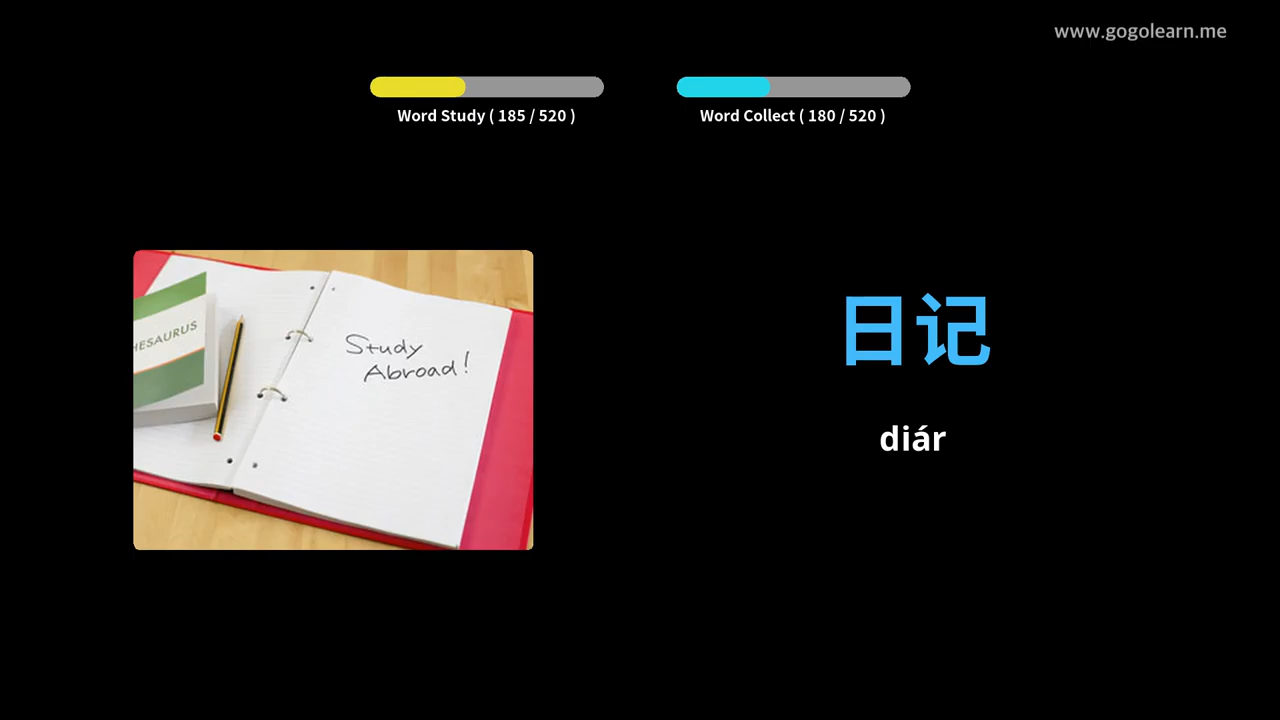 www.gogolearn.me
Word Study ( 185 / 520 )
Word Collect ( 180 / 520 )
HESAURUS
Study
Abroad!
日记
diár